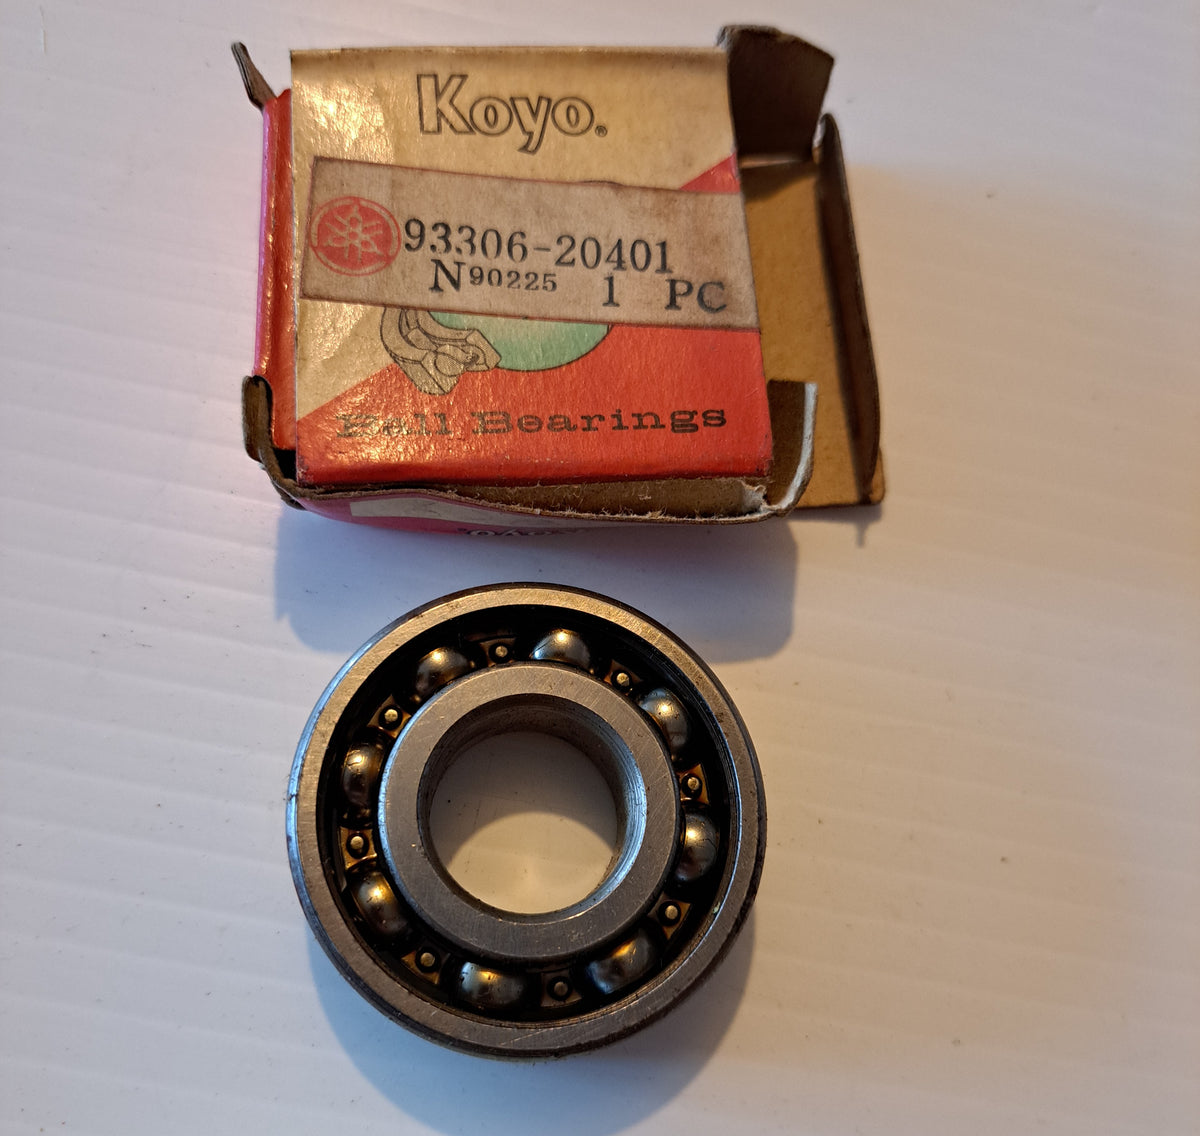 Koyo®
93306-20401
N90225 1 PC
Ball Bearings